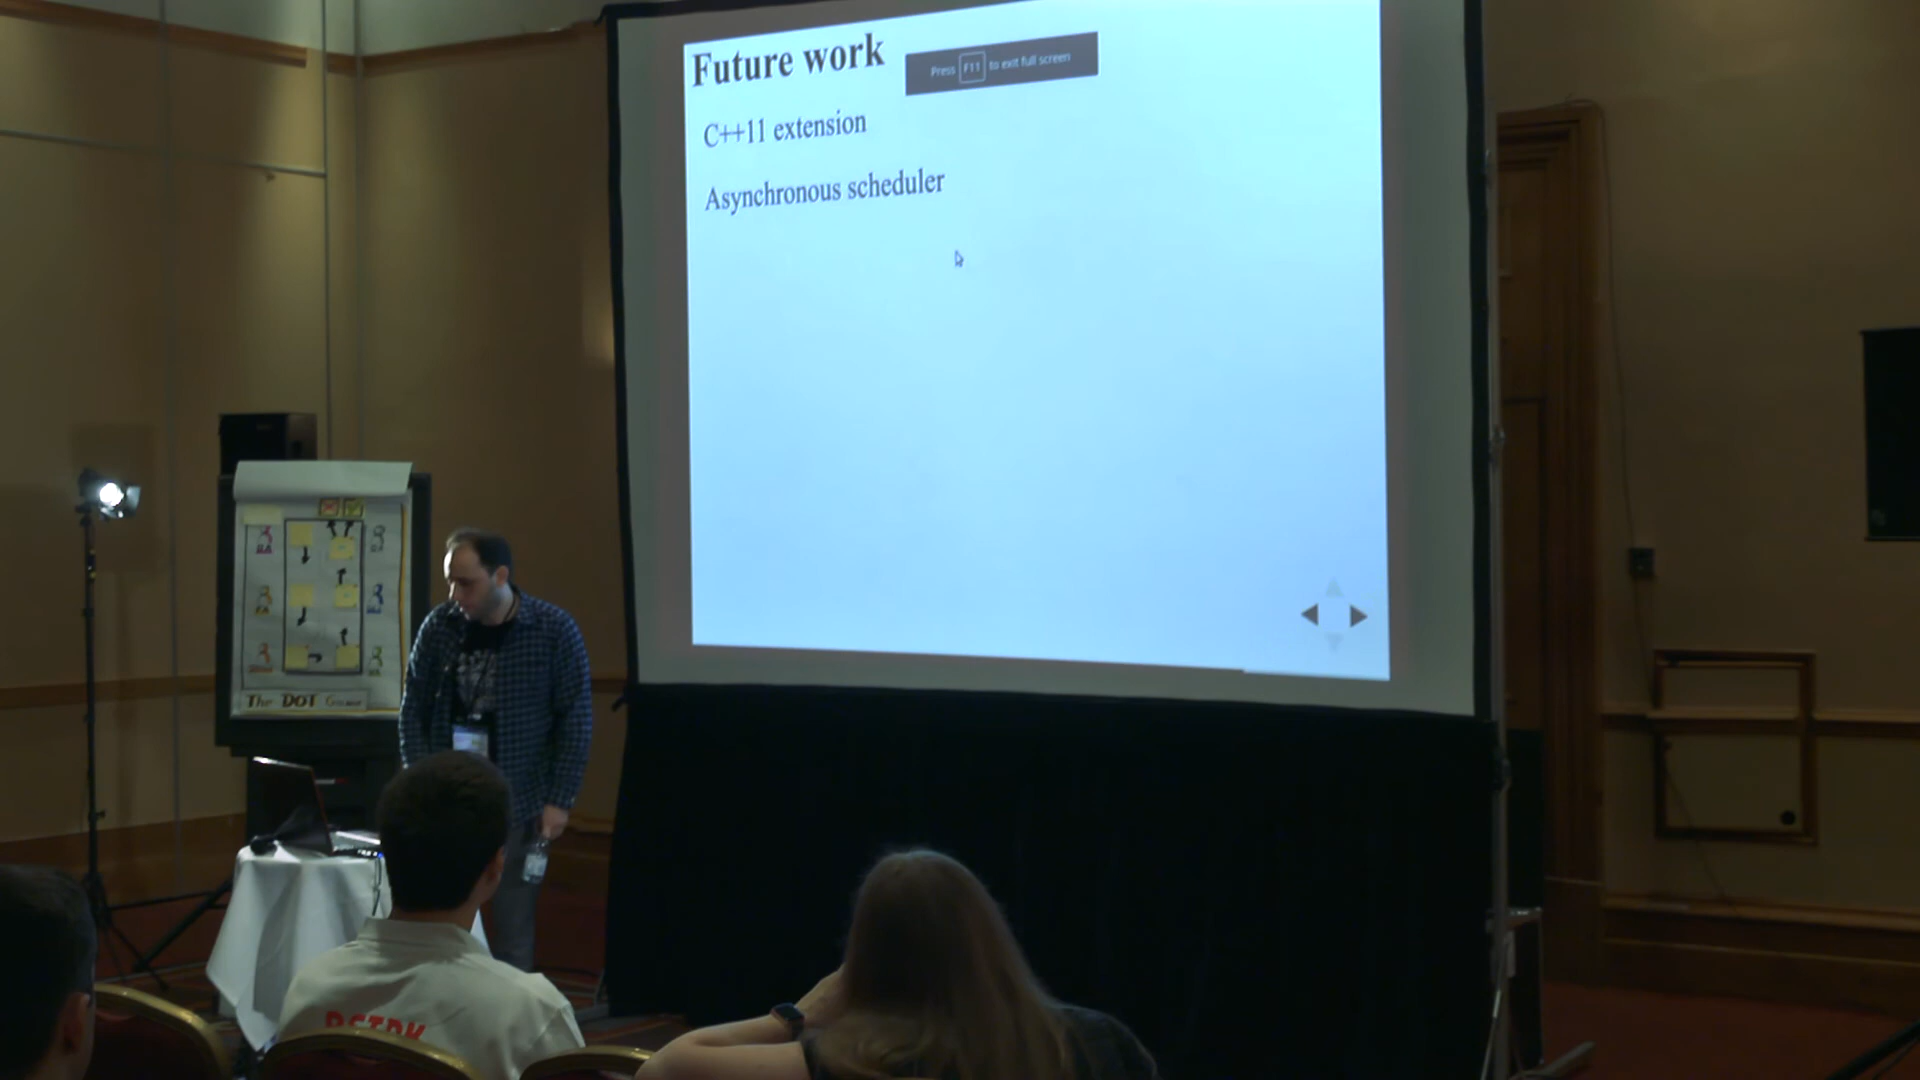 Future work
Press F11 to exit full screen
C++11 extension
Asynchronous scheduler
The DOT Game